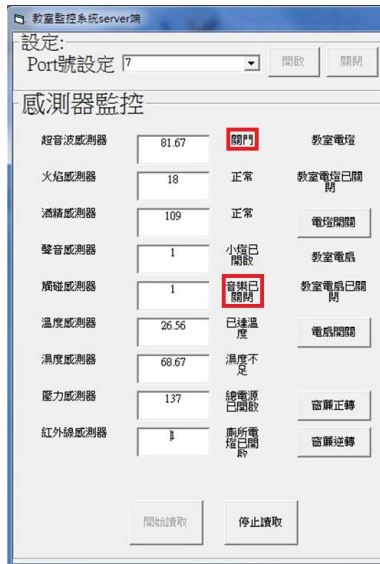 教室監控系統server端
設定:
Port號設定 7 開啟 關閉
感測器監控
超音波感測器 81.67 關門 教室電燈
火焰感測器 18 正常 教室電燈已關閉
酒精感測器 109 正常 電燈開關
聲音感測器 1 小燈已開啟 教室電扇
觸碰感測器 1 音樂已關閉 教室電扇已關閉
溫度感測器 26.56 已達溫度 電扇開關
濕度感測器 68.67 濕度不足
壓力感測器 137 總電源已開啟 窗簾正轉
紅外線感測器 廁所電燈已開啟 窗簾逆轉
開始讀取 停止讀取